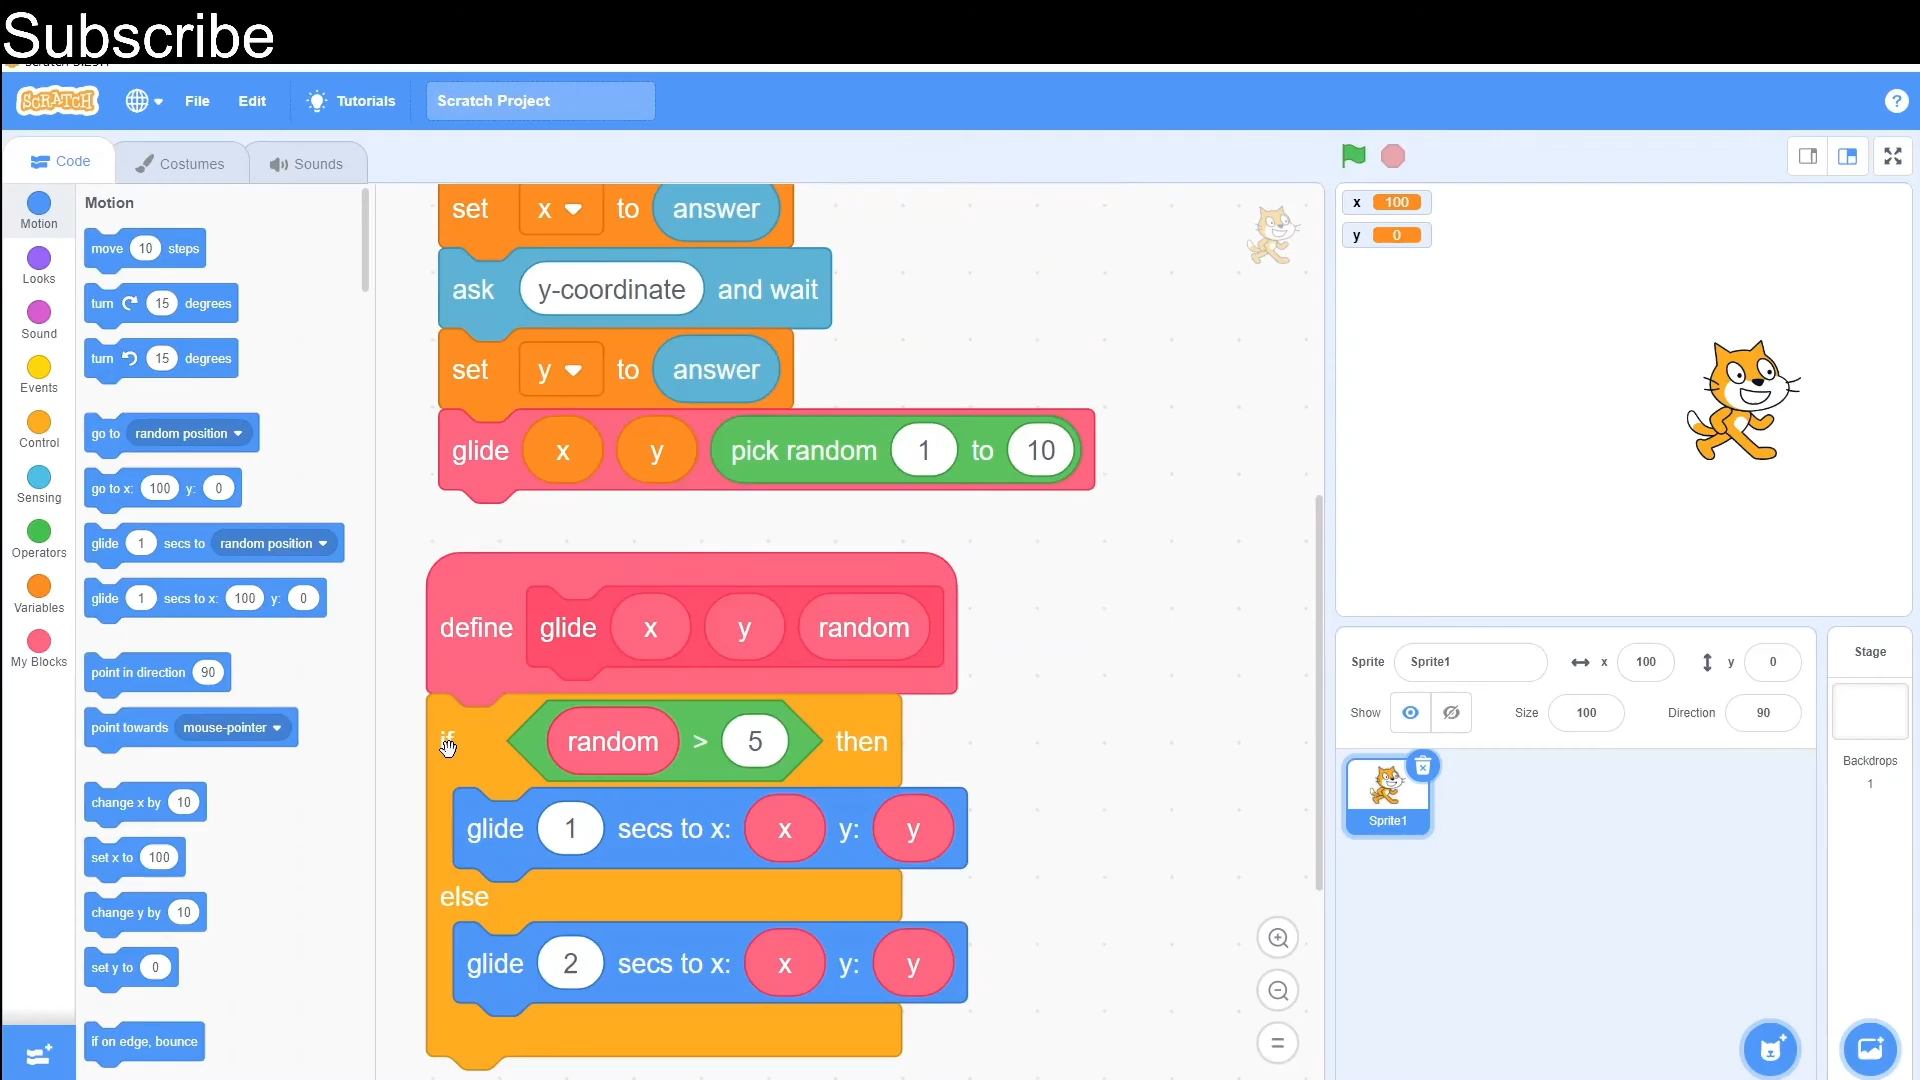 Subscribe
SCRATCH
File
Edit
Tutorials
Scratch Project
?
Code
Costumes
Sounds
Motion
Looks
Sound
Events
Control
Sensing
Operators
Variables
My Blocks
Motion
move 10 steps
turn 15 degrees
turn 15 degrees
go to random position
go to x: 100 y: 0
glide 1 secs to random position
glide 1 secs to x: 100 y: 0
point in direction 90
point towards mouse-pointer
change x by 10
set x to 100
change y by 10
set y to 0
if on edge, bounce
set x to answer
ask y-coordinate and wait
set y to answer
glide x y pick random 1 to 10
define glide x y random
if random > 5 then
glide 1 secs to x: x y: y
else
glide 2 secs to x: x y: y
x 100
y 0
Sprite Sprite1 x 100 y 0
Show Size 100 Direction 90
Sprite1
Stage
Backdrops
1